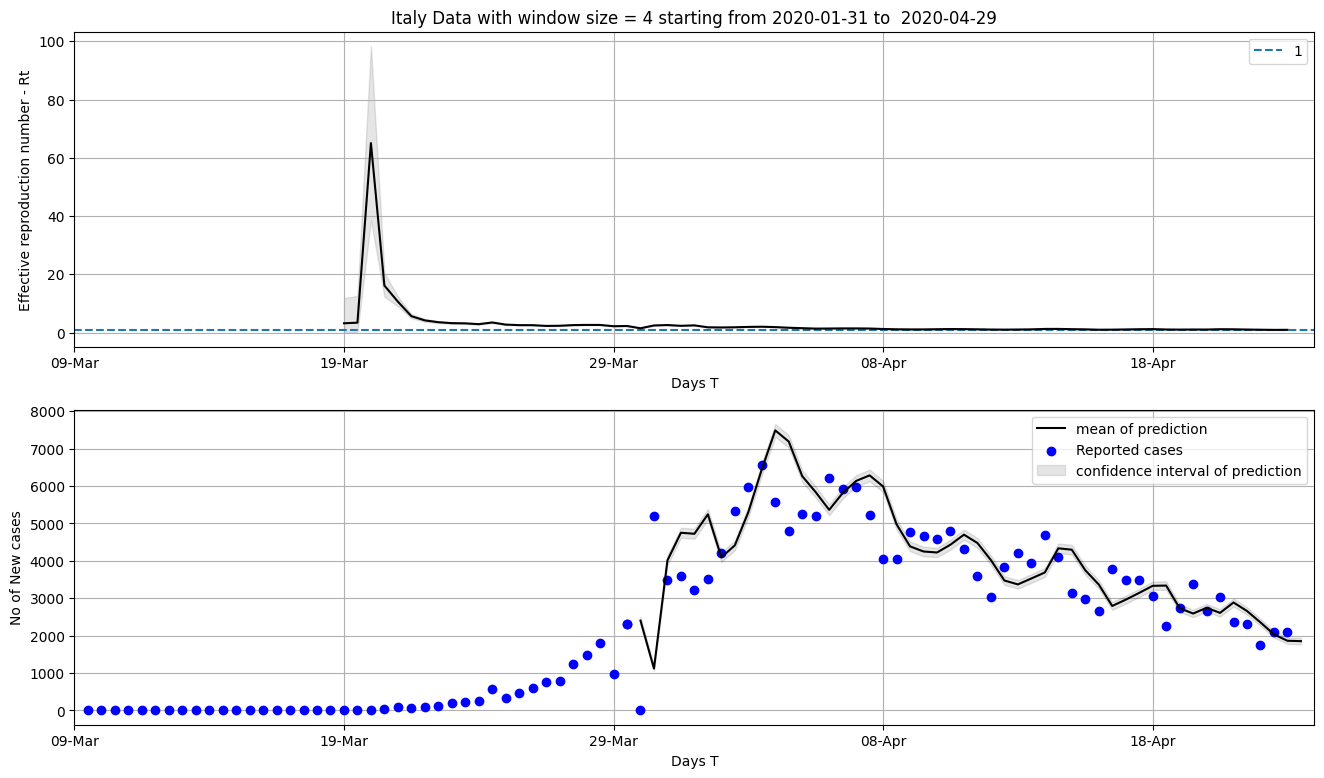 Italy Data with window size = 4 starting from 2020-01-31 to  2020-04-29
Effective reproduction number - Rt
100
80
60
40
20
0
1
09-Mar 19-Mar 29-Mar 08-Apr 18-Apr
Days T
No of New cases
8000
7000
6000
5000
4000
3000
2000
1000
0
mean of prediction
Reported cases
confidence interval of prediction
09-Mar 19-Mar 29-Mar 08-Apr 18-Apr
Days T